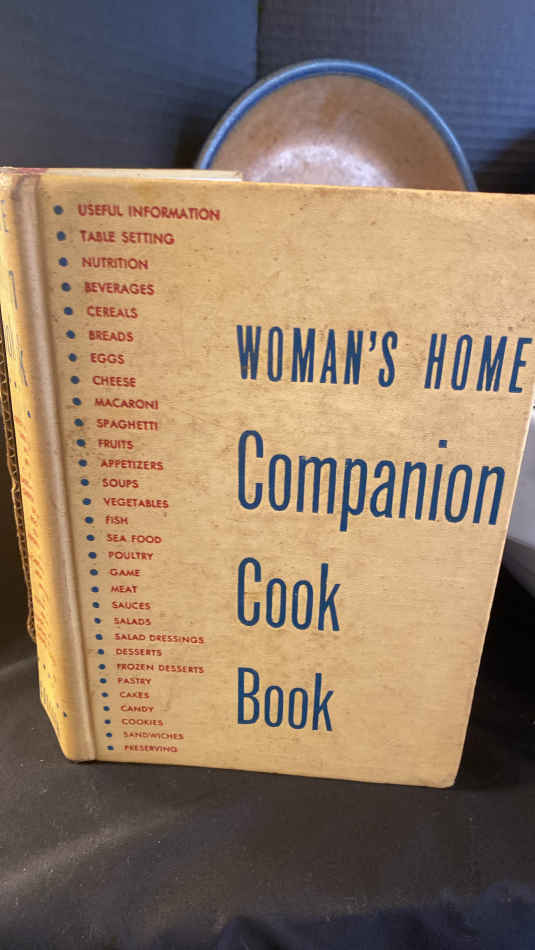 USEFUL INFORMATION
TABLE SETTING
NUTRITION
BEVERAGES
CEREALS
BREADS
EGGS
CHEESE
MACARONI
SPAGHETTI
FRUITS
APPETIZERS
SOUPS
VEGETABLES
FISH
SEA FOOD
POULTRY
GAME
MEAT
SAUCES
SALADS
SALAD DRESSINGS
DESSERTS
FROZEN DESSERTS
PASTRY
CAKES
CANDY
COOKIES
SANDWICHES
PRESERVING
WOMAN'S HOME
Companion
Cook
Book